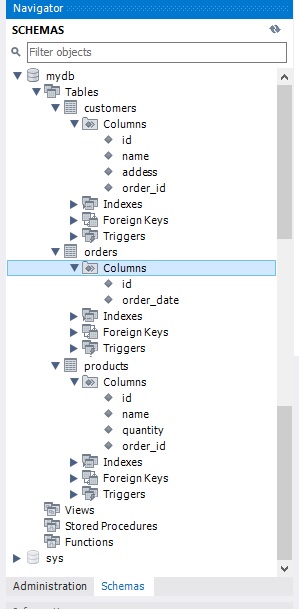 Navigator
SCHEMAS
Filter objects
mydb
Tables
customers
Columns
id
name
addess
order_id
Indexes
Foreign Keys
Triggers
orders
Columns
id
order_date
Indexes
Foreign Keys
Triggers
products
Columns
id
name
quantity
order_id
Indexes
Foreign Keys
Triggers
Views
Stored Procedures
Functions
sys
Administration Schemas